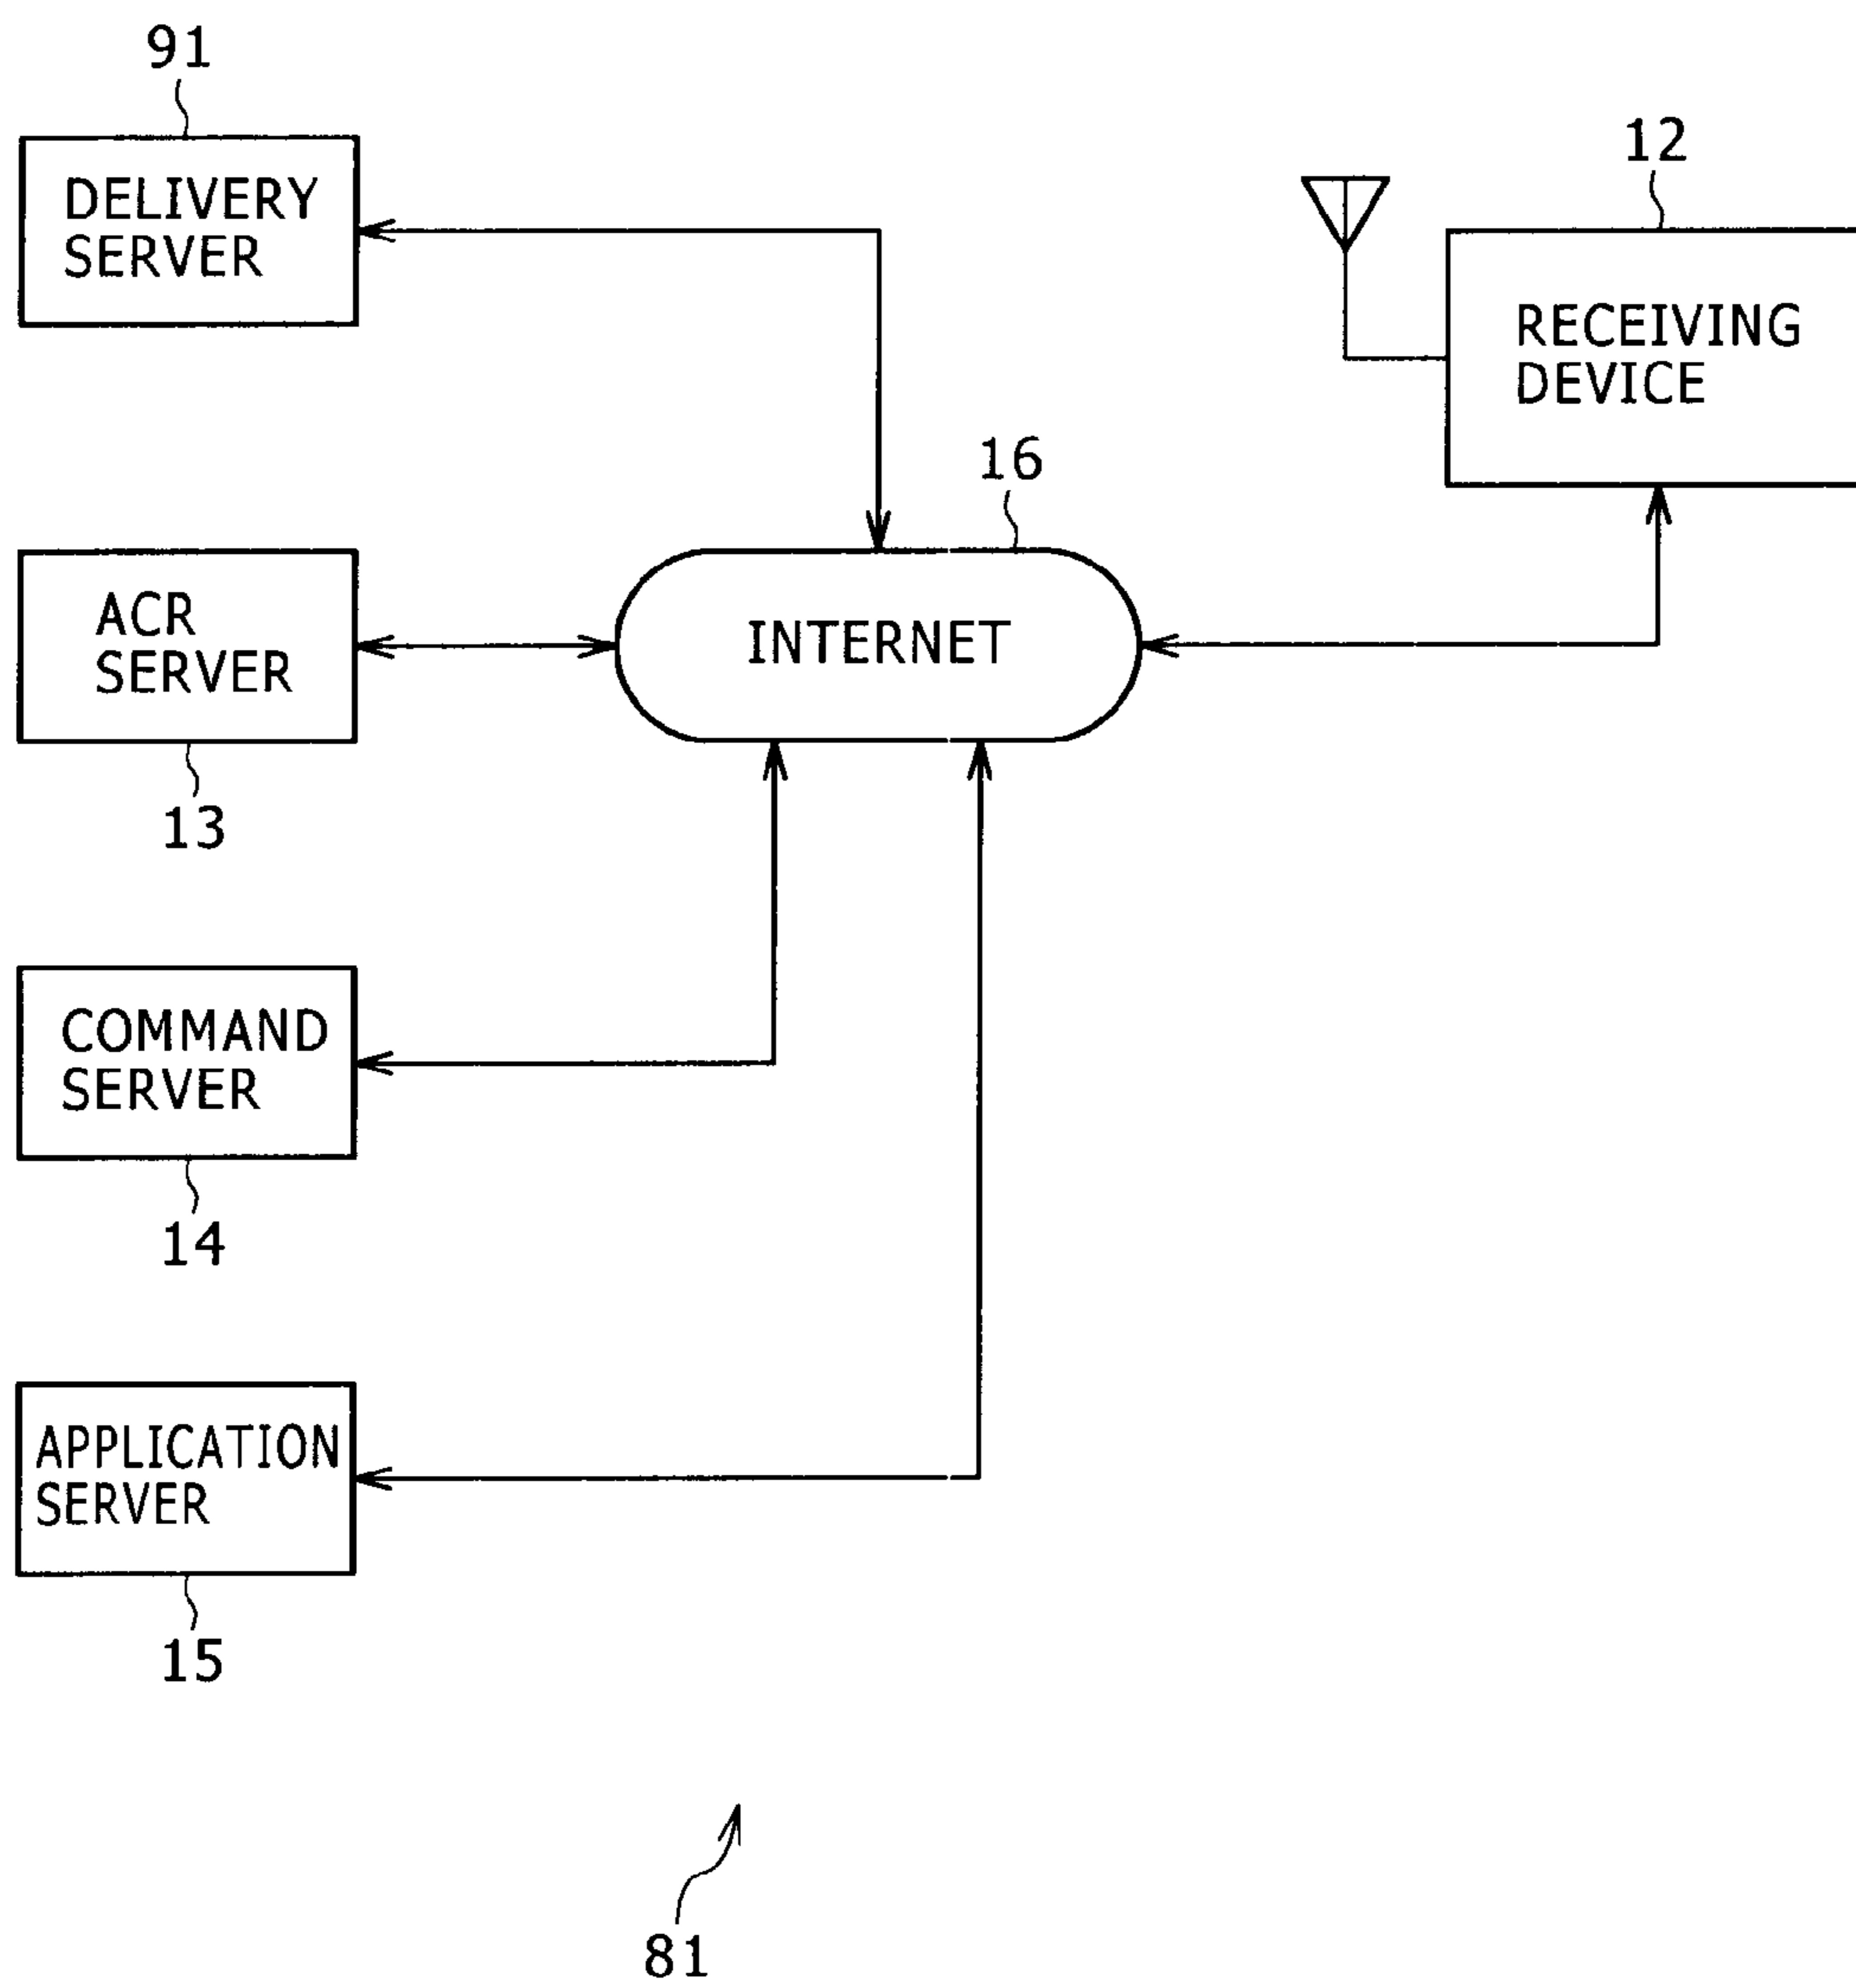 91
DELIVERY
SERVER
12
RECEIVING
DEVICE
16
INTERNET
ACR
SERVER
13
COMMAND
SERVER
14
APPLICATION
SERVER
15
81